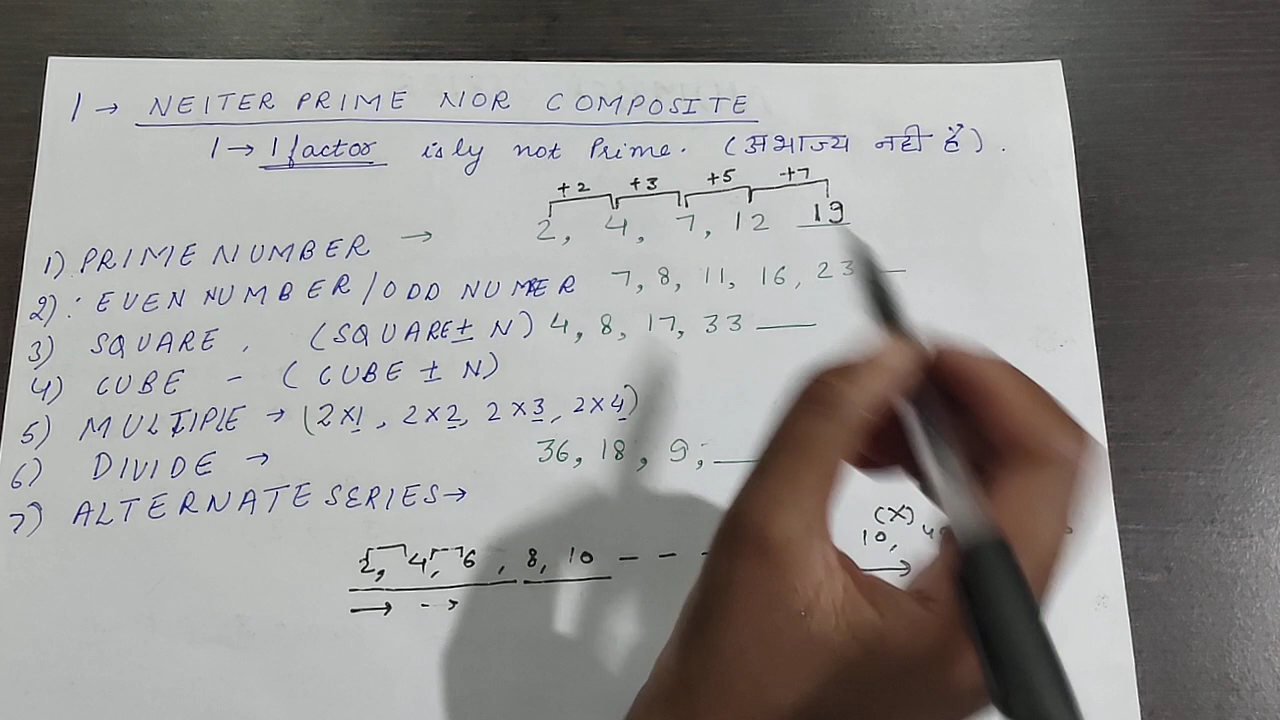 1 → NEITER PRIME NOR COMPOSITE
1 → 1 factor is not Prime. (अभाज्य नहीं है).
+2 +3 +5 +7
1) PRIME NUMBER → 2, 4, 7, 12 19
2): EVEN NUMBER / ODD NUMER 7, 8, 11, 16, 23 —
3) SQUARE , (SQUARE ± N) 4, 8, 17, 33 —
4) CUBE - (CUBE ± N)
5) MULTIPLE → (2×1, 2×2, 2×3, 2×4)
6) DIVIDE → 36, 18, 9; —
7) ALTERNATE SERIES →
(X)
2, 4, 6, 8, 10 - - - 10,
→ -→ →